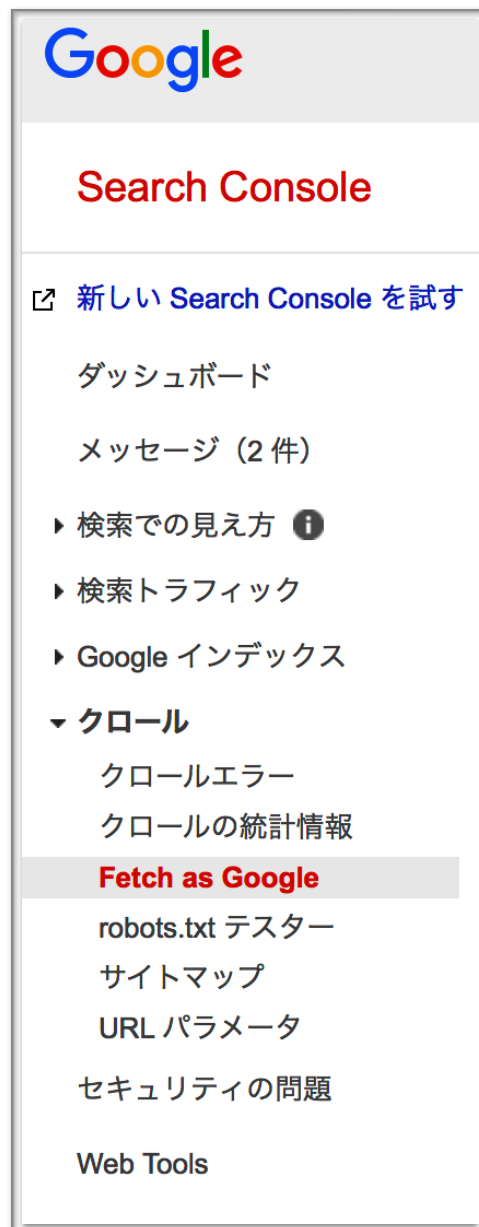 Google
Search Console
新しい Search Console を試す
ダッシュボード
メッセージ（2 件）
検索での見え方
検索トラフィック
Google インデックス
クロール
クロールエラー
クロールの統計情報
Fetch as Google
robots.txt テスター
サイトマップ
URL パラメータ
セキュリティの問題
Web Tools